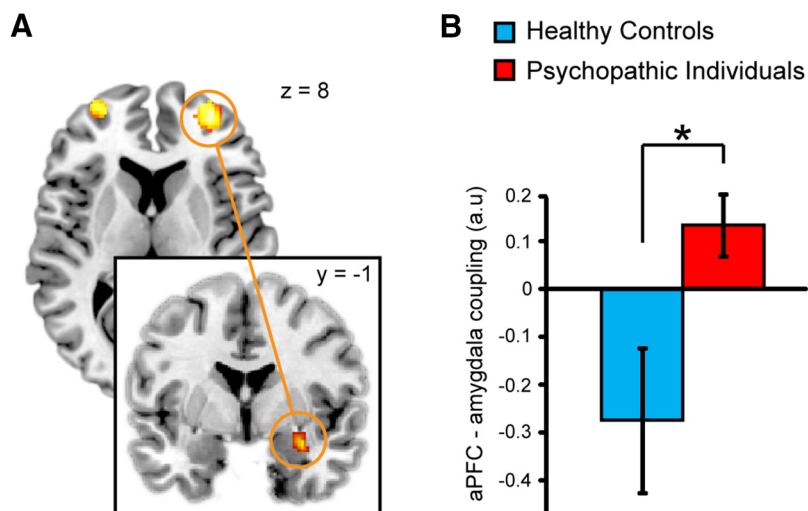 A
z = 8
y = -1
B
Healthy Controls
Psychopathic Individuals
*
aPFC - amygdala coupling (a.u)
0.2
0.1
0
-0.1
-0.2
-0.3
-0.4